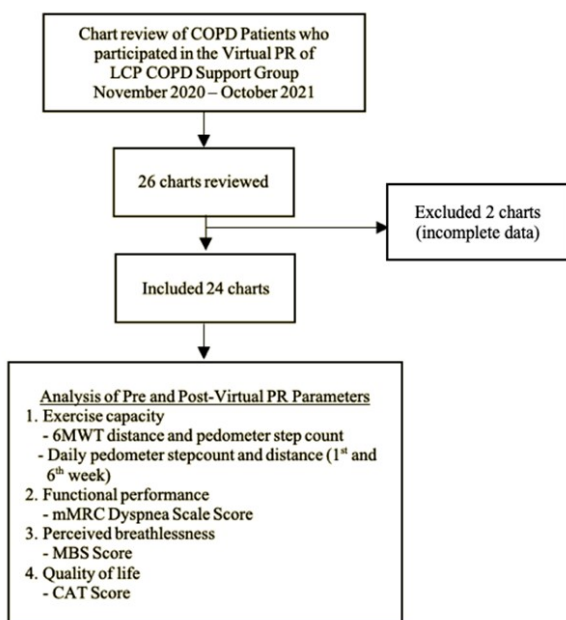 Chart review of COPD Patients who
participated in the Virtual PR of
LCP COPD Support Group
November 2020 – October 2021
26 charts reviewed
Excluded 2 charts
(incomplete data)
Included 24 charts
Analysis of Pre and Post-Virtual PR Parameters
1. Exercise capacity
- 6MWT distance and pedometer step count
- Daily pedometer stepcount and distance (1st and
6th week)
2. Functional performance
- mMRC Dyspnea Scale Score
3. Perceived breathlessness
- MBS Score
4. Quality of life
- CAT Score